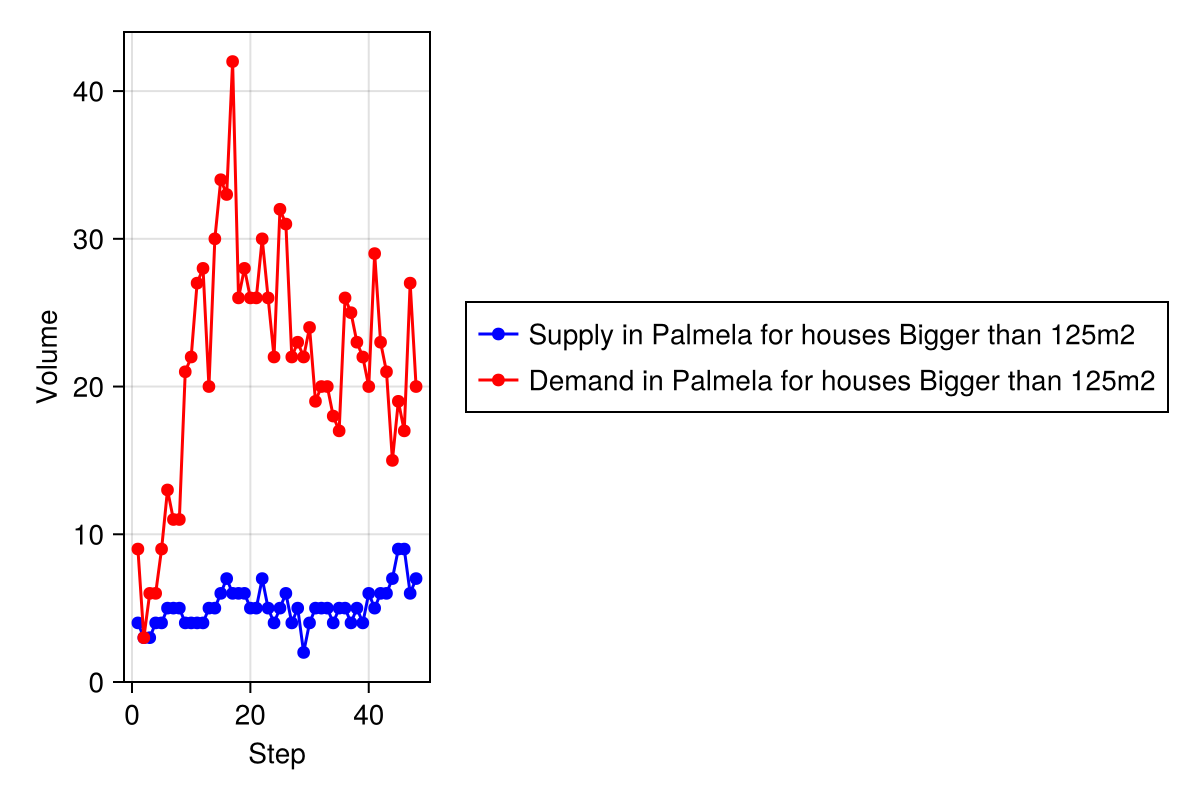 40
30
20
10
0
Volume
0 20 40
Step
Supply in Palmela for houses Bigger than 125m2
Demand in Palmela for houses Bigger than 125m2